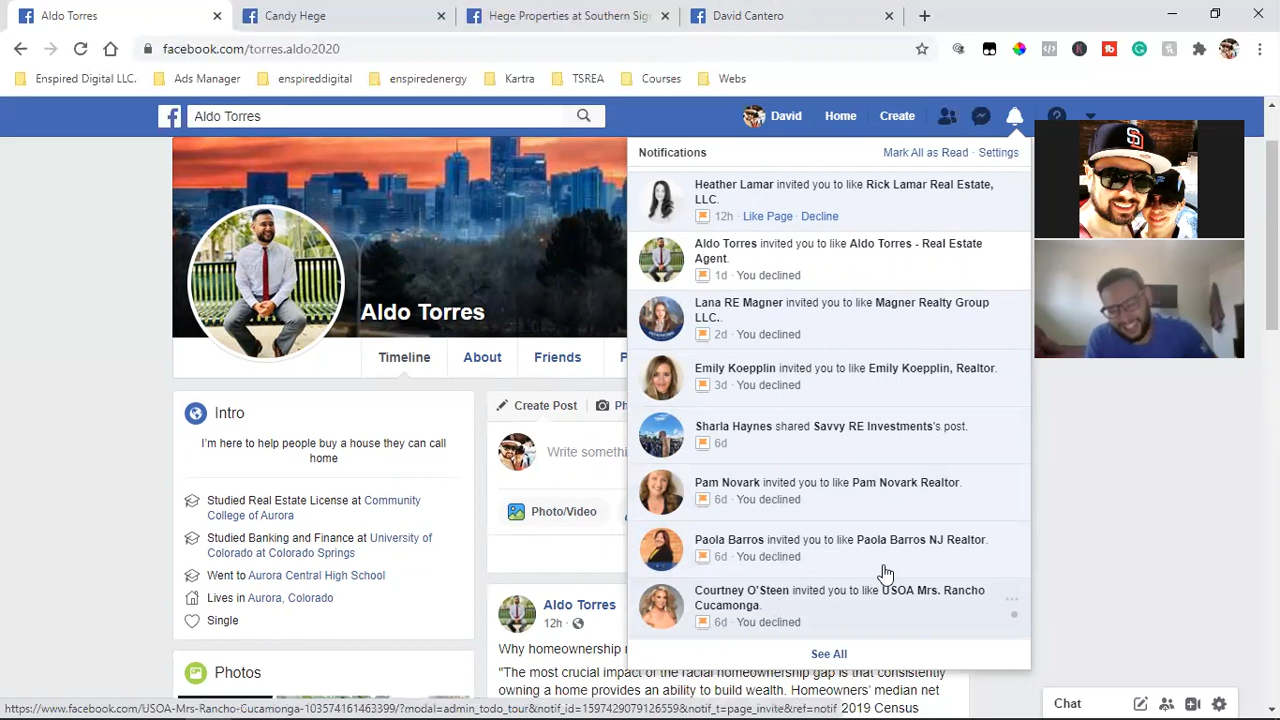 Aldo Torres
Candy Hege
Hege Properties at Southern Sig
David Cantero
facebook.com/torres.aldo2020
Enspired Digital LLC.
Ads Manager
enspireddigital
enspiredenergy
Kartra
TSREA
Courses
Webs
Aldo Torres
David
Home
Create
Notifications
Mark All as Read · Settings
Heather Lamar invited you to like Rick Lamar Real Estate,
LLC.
12h · Like Page · Decline
Aldo Torres invited you to like Aldo Torres - Real Estate
Agent.
1d · You declined
Lana RE Magner invited you to like Magner Realty Group
LLC..
2d · You declined
Emily Koepplin invited you to like Emily Koepplin, Realtor.
3d · You declined
Sharla Haynes shared Savvy RE Investments's post.
6d
Pam Novark invited you to like Pam Novark Realtor.
6d · You declined
Paola Barros invited you to like Paola Barros NJ Realtor.
6d · You declined
Courtney O'Steen invited you to like USOA Mrs. Rancho
Cucamonga.
6d · You declined
See All
Aldo Torres
Timeline
About
Friends
P
Intro
I'm here to help people buy a house they can call
home
Studied Real Estate License at Community
College of Aurora
Studied Banking and Finance at University of
Colorado at Colorado Springs
Went to Aurora Central High School
Lives in Aurora, Colorado
Single
Photos
Create Post
Ph
Write somethi
Photo/Video
Aldo Torres
12h ·
Why homeownership
"The most crucial impact of the racial homeownership gap is that consistently
owning a home provides an ability to build wealth. Homeowners' median net
2019 Census
Chat
https://www.facebook.com/USOA-Mrs-Rancho-Cucamonga-103574161463399/?modal=admin_todo_tour&notif_id=1597429079126559&notif_t=page_invite&ref=notif